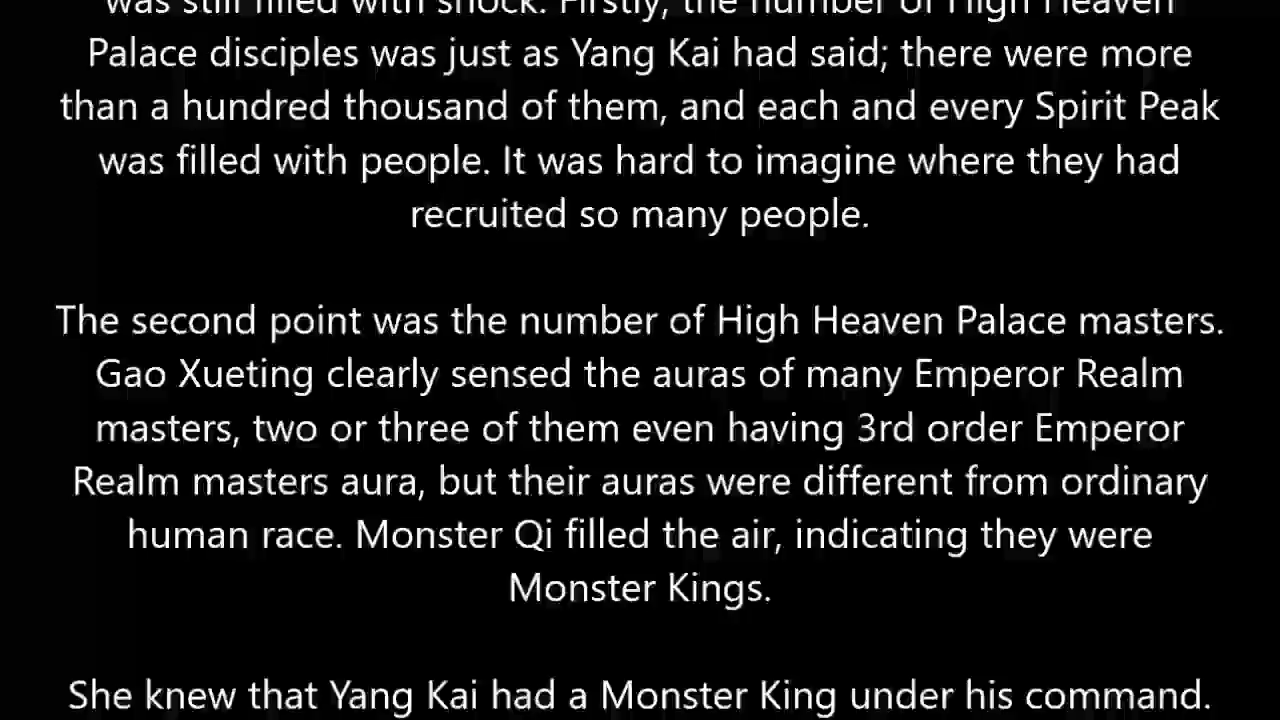 was still filled with shock. Firstly, the number of High Heaven
Palace disciples was just as Yang Kai had said; there were more
than a hundred thousand of them, and each and every Spirit Peak
was filled with people. It was hard to imagine where they had
recruited so many people.
The second point was the number of High Heaven Palace masters.
Gao Xueting clearly sensed the auras of many Emperor Realm
masters, two or three of them even having 3rd order Emperor
Realm masters aura, but their auras were different from ordinary
human race. Monster Qi filled the air, indicating they were
Monster Kings.
She knew that Yang Kai had a Monster King under his command.